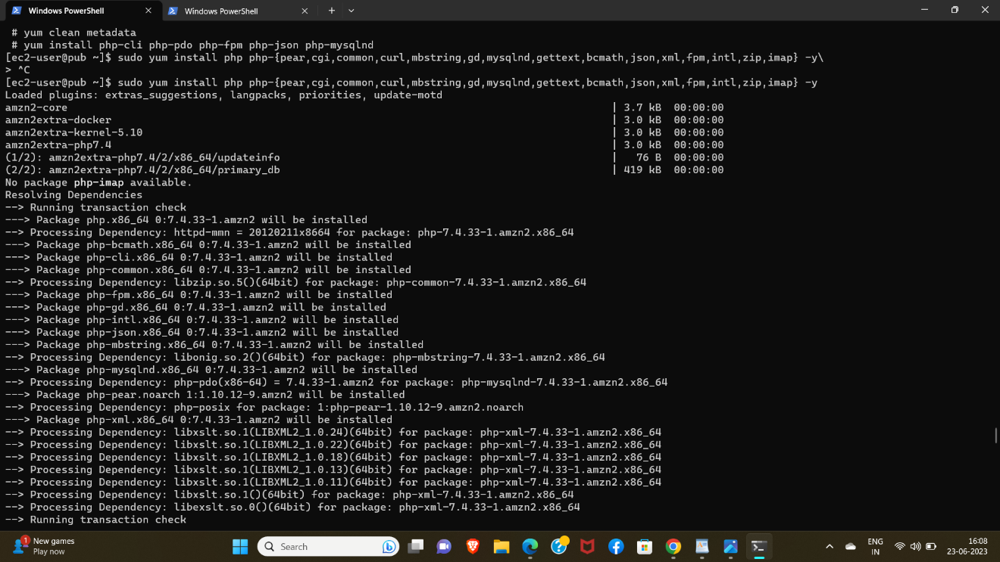 Windows PowerShell
Windows PowerShell
# yum clean metadata
# yum install php-cli php-pdo php-fpm php-json php-mysqlnd
[ec2-user@pub ~]$ sudo yum install php php-{pear,cgi,common,curl,mbstring,gd,mysqlnd,gettext,bcmath,json,xml,fpm,intl,zip,imap} -y\
> ^C
[ec2-user@pub ~]$ sudo yum install php php-{pear,cgi,common,curl,mbstring,gd,mysqlnd,gettext,bcmath,json,xml,fpm,intl,zip,imap} -y
Loaded plugins: extras_suggestions, langpacks, priorities, update-motd
amzn2-core | 3.7 kB 00:00:00
amzn2extra-docker | 3.0 kB 00:00:00
amzn2extra-kernel-5.10 | 3.0 kB 00:00:00
amzn2extra-php7.4 | 3.0 kB 00:00:00
(1/2): amzn2extra-php7.4/2/x86_64/updateinfo | 76 B 00:00:00
(2/2): amzn2extra-php7.4/2/x86_64/primary_db | 419 kB 00:00:00
No package php-imap available.
Resolving Dependencies
--> Running transaction check
---> Package php.x86_64 0:7.4.33-1.amzn2 will be installed
--> Processing Dependency: httpd-mmn = 20120211x8664 for package: php-7.4.33-1.amzn2.x86_64
---> Package php-bcmath.x86_64 0:7.4.33-1.amzn2 will be installed
---> Package php-cli.x86_64 0:7.4.33-1.amzn2 will be installed
---> Package php-common.x86_64 0:7.4.33-1.amzn2 will be installed
--> Processing Dependency: libzip.so.5()(64bit) for package: php-common-7.4.33-1.amzn2.x86_64
---> Package php-fpm.x86_64 0:7.4.33-1.amzn2 will be installed
---> Package php-gd.x86_64 0:7.4.33-1.amzn2 will be installed
---> Package php-intl.x86_64 0:7.4.33-1.amzn2 will be installed
---> Package php-json.x86_64 0:7.4.33-1.amzn2 will be installed
---> Package php-mbstring.x86_64 0:7.4.33-1.amzn2 will be installed
--> Processing Dependency: libonig.so.2()(64bit) for package: php-mbstring-7.4.33-1.amzn2.x86_64
---> Package php-mysqlnd.x86_64 0:7.4.33-1.amzn2 will be installed
--> Processing Dependency: php-pdo(x86-64) = 7.4.33-1.amzn2 for package: php-mysqlnd-7.4.33-1.amzn2.x86_64
---> Package php-pear.noarch 1:1.10.12-9.amzn2 will be installed
--> Processing Dependency: php-posix for package: 1:php-pear-1.10.12-9.amzn2.noarch
---> Package php-xml.x86_64 0:7.4.33-1.amzn2 will be installed
--> Processing Dependency: libxslt.so.1(LIBXML2_1.0.24)(64bit) for package: php-xml-7.4.33-1.amzn2.x86_64
--> Processing Dependency: libxslt.so.1(LIBXML2_1.0.22)(64bit) for package: php-xml-7.4.33-1.amzn2.x86_64
--> Processing Dependency: libxslt.so.1(LIBXML2_1.0.18)(64bit) for package: php-xml-7.4.33-1.amzn2.x86_64
--> Processing Dependency: libxslt.so.1(LIBXML2_1.0.13)(64bit) for package: php-xml-7.4.33-1.amzn2.x86_64
--> Processing Dependency: libxslt.so.1(LIBXML2_1.0.11)(64bit) for package: php-xml-7.4.33-1.amzn2.x86_64
--> Processing Dependency: libxslt.so.1()(64bit) for package: php-xml-7.4.33-1.amzn2.x86_64
--> Processing Dependency: libexslt.so.0()(64bit) for package: php-xml-7.4.33-1.amzn2.x86_64
--> Running transaction check
1
New games
Play now
Search
ENG
IN
16:08
23-06-2023